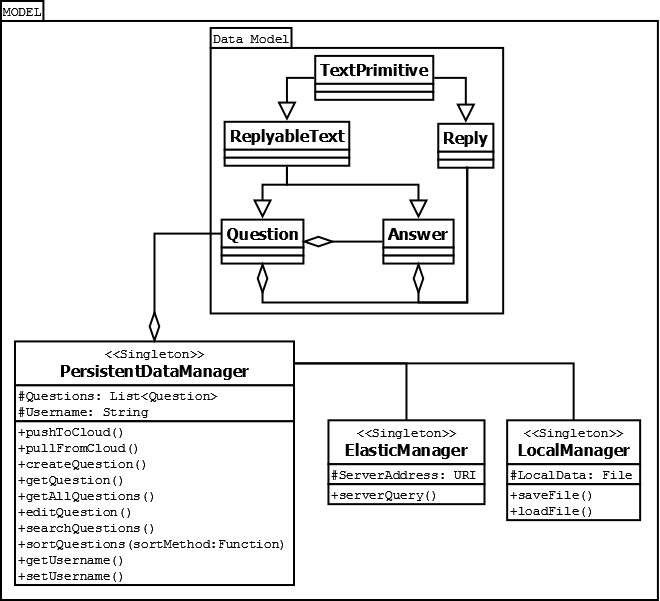 MODEL
Data Model
TextPrimitive
ReplyableText
Reply
Question
Answer
<<Singleton>>
PersistentDataManager
#Questions: List<Question>
#Username: String
+pushToCloud()
+pullFromCloud()
+createQuestion()
+getQuestion()
+getAllQuestions()
+editQuestion()
+searchQuestions()
+sortQuestions(sortMethod:Function)
+getUsername()
+setUsername()
<<Singleton>>
ElasticManager
#ServerAddress: URI
+serverQuery()
<<Singleton>>
LocalManager
#LocalData: File
+saveFile()
+loadFile()